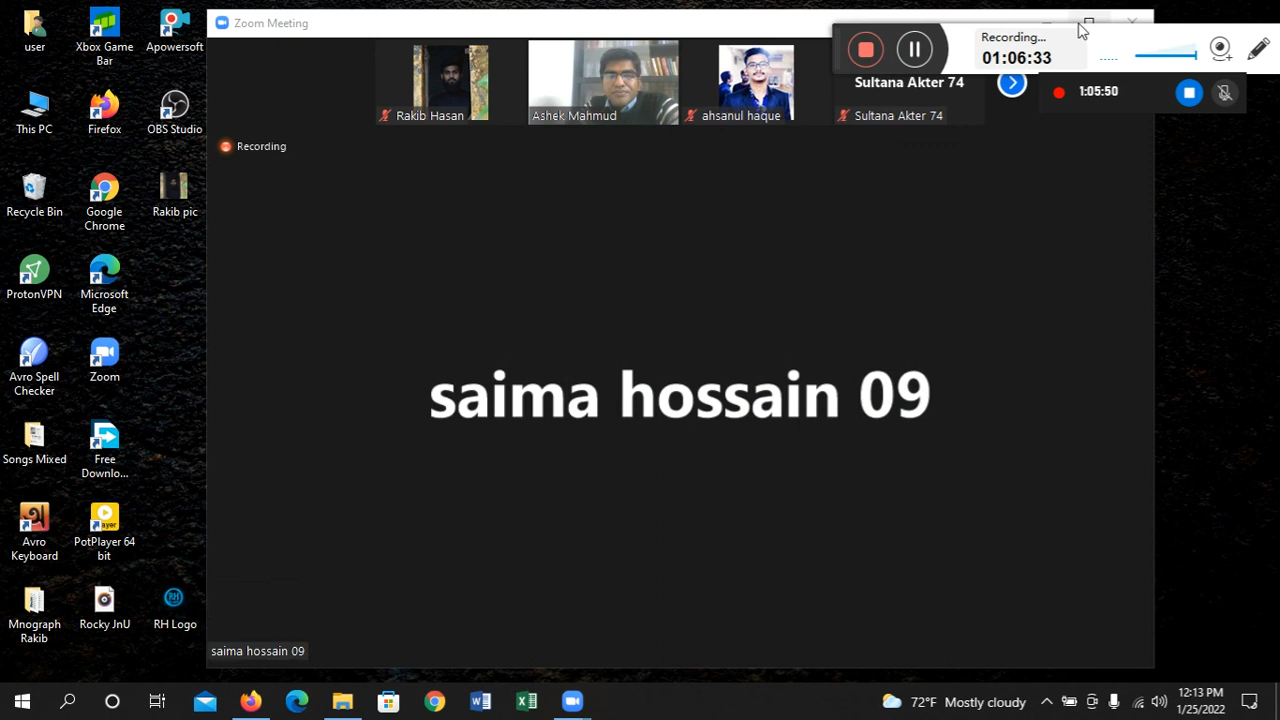 user
Xbox Game
Bar
Apowersoft
This PC
Firefox
OBS Studio
Recycle Bin
Google
Chrome
Rakib pic
ProtonVPN
Microsoft
Edge
Avro Spell
Checker
Zoom
Songs Mixed
Free
Downlo...
Avro
Keyboard
PotPlayer 64
bit
Mnograph
Rakib
Rocky JnU
RH Logo
Zoom Meeting
Rakib Hasan
Ashek Mahmud
ahsanul haque
Sultana Akter 74
Sultana Akter 74
Recording...
01:06:33
1:05:50
Recording
saima hossain 09
saima hossain 09
72°F Mostly cloudy
12:13 PM
1/25/2022